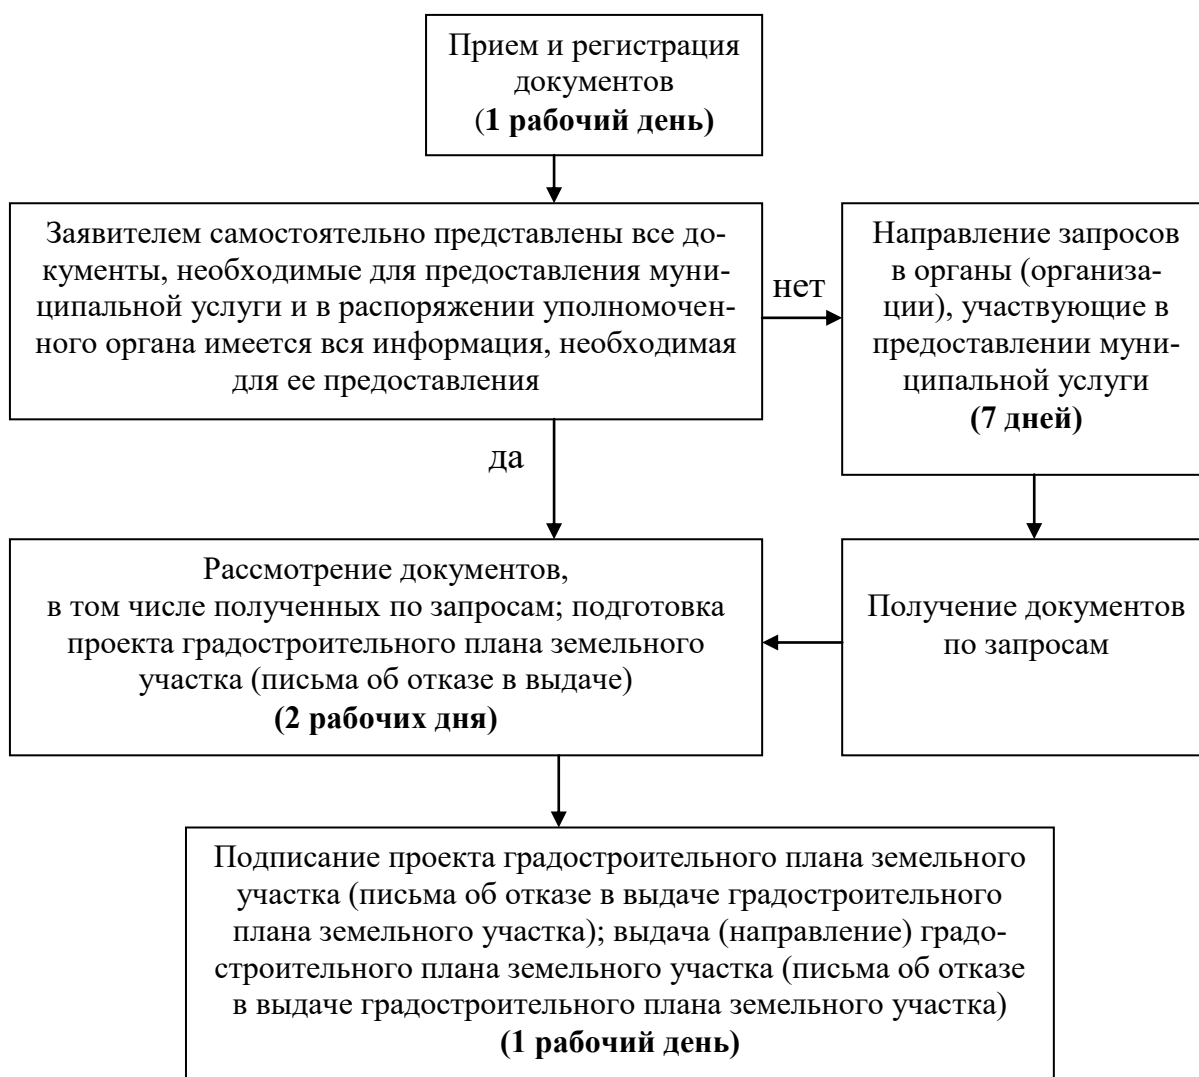 Прием и регистрация
документов
(1 рабочий день)
Заявителем самостоятельно представлены все до-
кументы, необходимые для предоставления муни-
ципальной услуги и в распоряжении уполномочен-
ного органа имеется вся информация, необходимая
для ее предоставления
нет
Направление запросов
в органы (организа-
ции), участвующие в
предоставлении муни-
ципальной услуги
(7 дней)
да
Рассмотрение документов,
в том числе полученных по запросам; подготовка
проекта градостроительного плана земельного
участка (письма об отказе в выдаче)
(2 рабочих дня)
Получение документов
по запросам
Подписание проекта градостроительного плана земельного
участка (письма об отказе в выдаче градостроительного
плана земельного участка); выдача (направление) градо-
строительного плана земельного участка (письма об отказе
в выдаче градостроительного плана земельного участка)
(1 рабочий день)